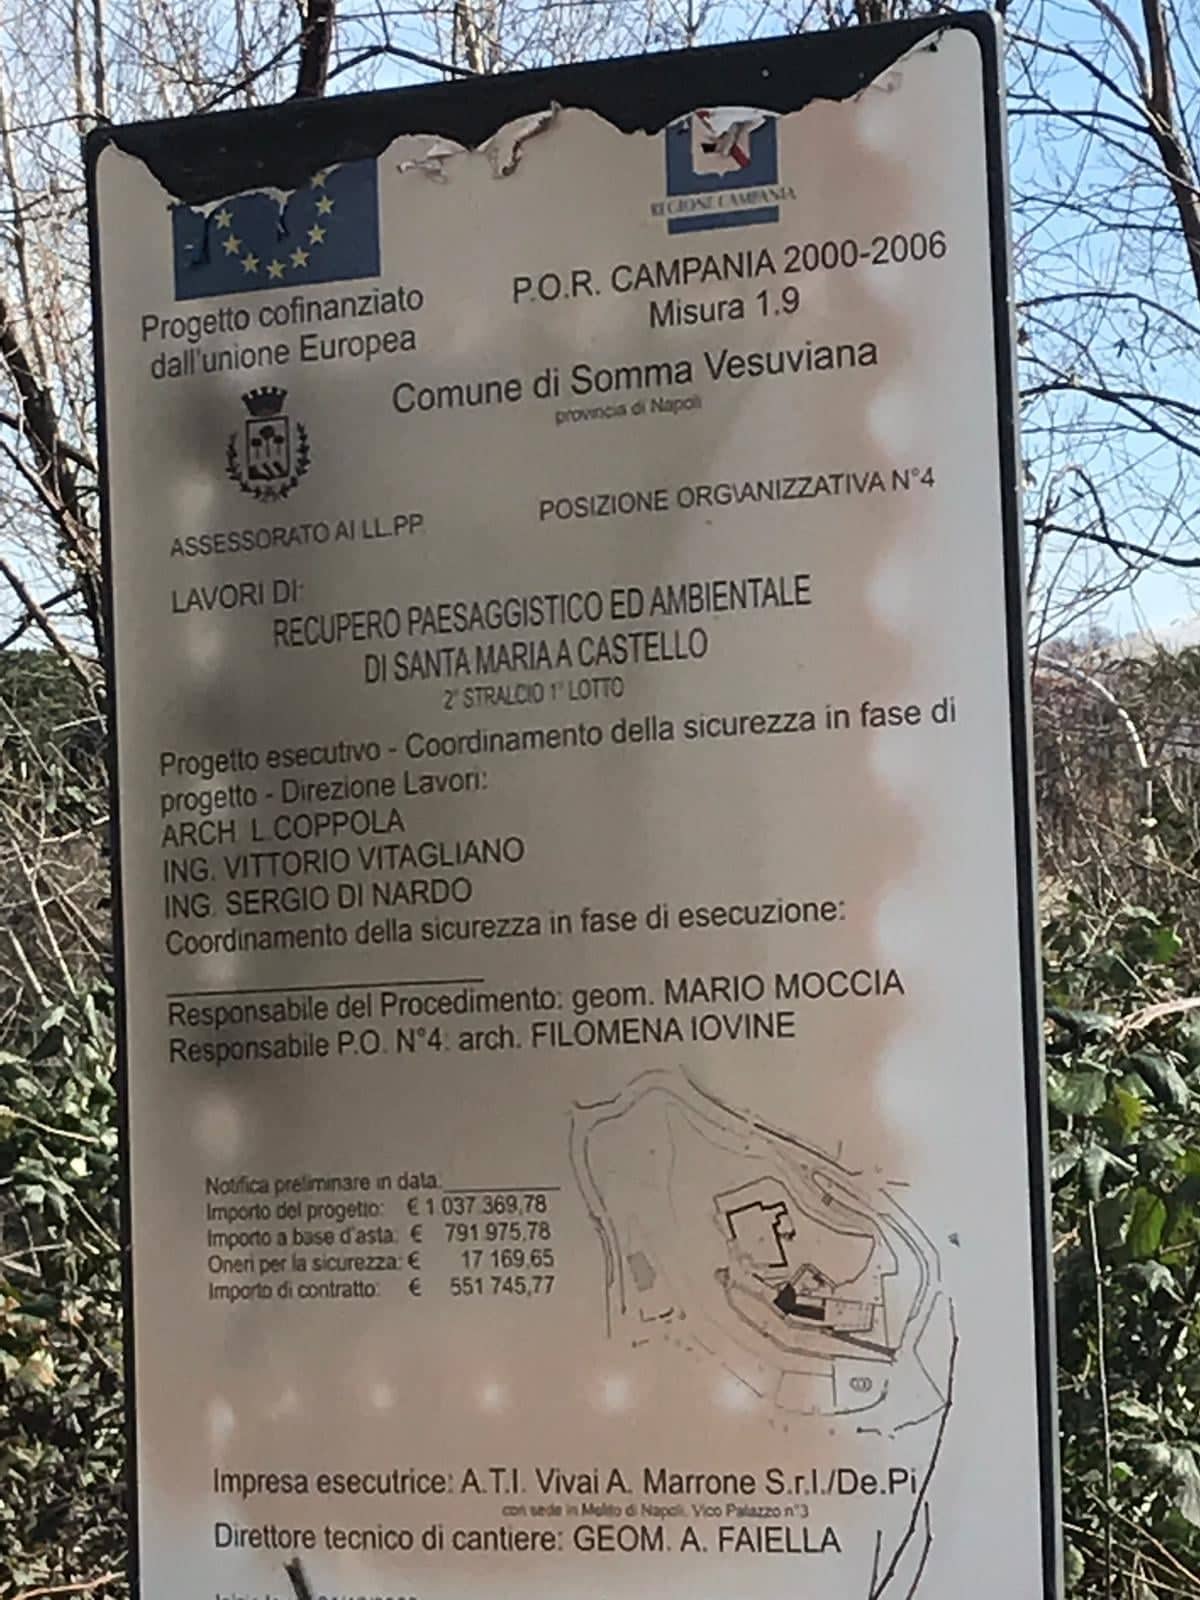 REGIONE CAMPANIA
Progetto cofinanziato
dall'unione Europea
P.O.R. CAMPANIA 2000-2006
Misura 1.9
Comune di Somma Vesuviana
provincia di Napoli
ASSESSORATO AI LL.PP.
POSIZIONE ORG\ANIZZATIVA N°4
LAVORI DI:
RECUPERO PAESAGGISTICO ED AMBIENTALE
DI SANTA MARIA A CASTELLO
2° STRALCIO 1° LOTTO
Progetto esecutivo - Coordinamento della sicurezza in fase di
progetto - Direzione Lavori:
ARCH. L.COPPOLA
ING. VITTORIO VITAGLIANO
ING. SERGIO DI NARDO
Coordinamento della sicurezza in fase di esecuzione:
Responsabile del Procedimento: geom. MARIO MOCCIA
Responsabile P.O. N°4: arch. FILOMENA IOVINE
Notifica preliminare in data:
Importo del progetto: € 1 037 369,78
Importo a base d'asta: € 791 975,78
Oneri per la sicurezza: € 17 169,65
Importo di contratto: € 551 745,77
Impresa esecutrice: A.T.I. Vivai A. Marrone S.r.l./De.Pi
con sede in Melito di Napoli, Vico Palazzo n°3
Direttore tecnico di cantiere: GEOM. A. FAIELLA